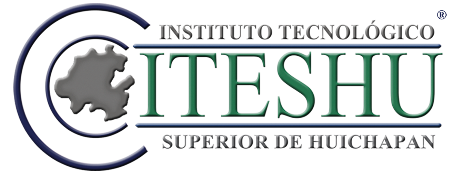 INSTITUTO TECNOLÓGICO ®
ITESHU
SUPERIOR DE HUICHAPAN